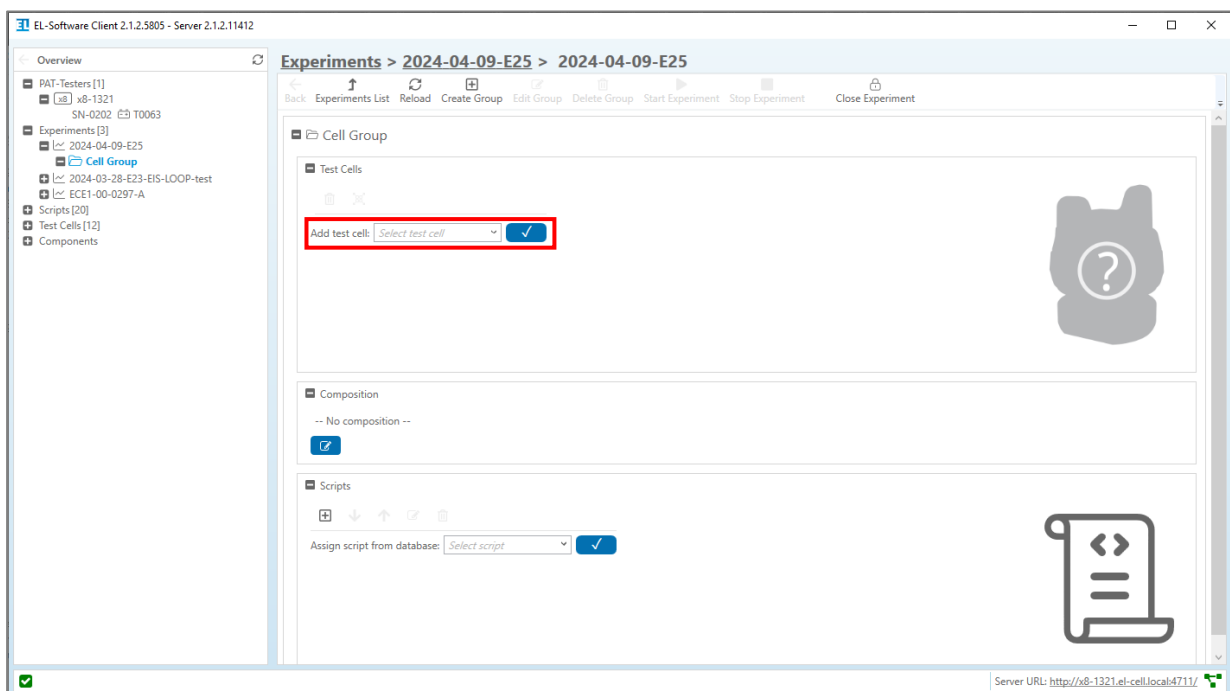 EL-Software Client 2.1.2.5805 - Server 2.1.2.11412
Overview
PAT-Testers [1]
x8 x8-1321
SN-0202 T0063
Experiments [3]
2024-04-09-E25
Cell Group
2024-03-28-E23-EIS-LOOP-test
ECE1-00-0297-A
Scripts [20]
Test Cells [12]
Components
Experiments > 2024-04-09-E25 > 2024-04-09-E25
Back Experiments List Reload Create Group Edit Group Delete Group Start Experiment Stop Experiment Close Experiment
Cell Group
Test Cells
Add test cell: Select test cell
?
Composition
-- No composition --
Scripts
Assign script from database: Select script
Server URL: http://x8-1321.el-cell.local:4711/